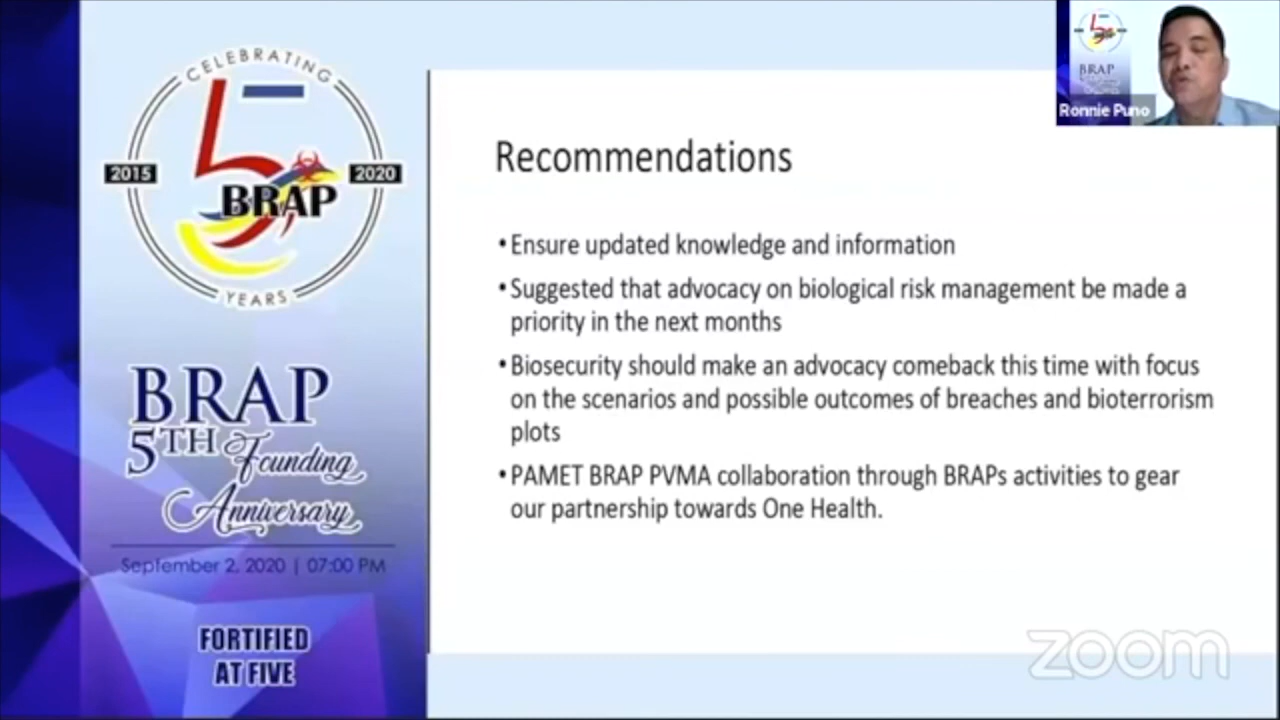 CELEBRATING
5
2015
BRAP
2020
YEARS
BRAP
5TH Founding
Anniversary
September 2, 2020 | 07:00 PM
FORTIFIED
AT FIVE
Recommendations
•Ensure updated knowledge and information
•Suggested that advocacy on biological risk management be made a
priority in the next months
•Biosecurity should make an advocacy comeback this time with focus
on the scenarios and possible outcomes of breaches and bioterrorism
plots
•PAMET BRAP PVMA collaboration through BRAPs activities to gear
our partnership towards One Health.
BRAP
Ronnie Puno
zoom